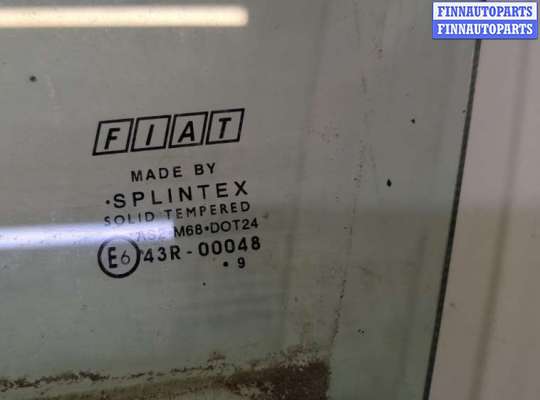 FINNAUTOPARTS
FINNAUTOPARTS
FIAT
MADE BY
·SPLINTEX
SOLID TEMPERED
M68·DOT24
E6 43R-00048
·9